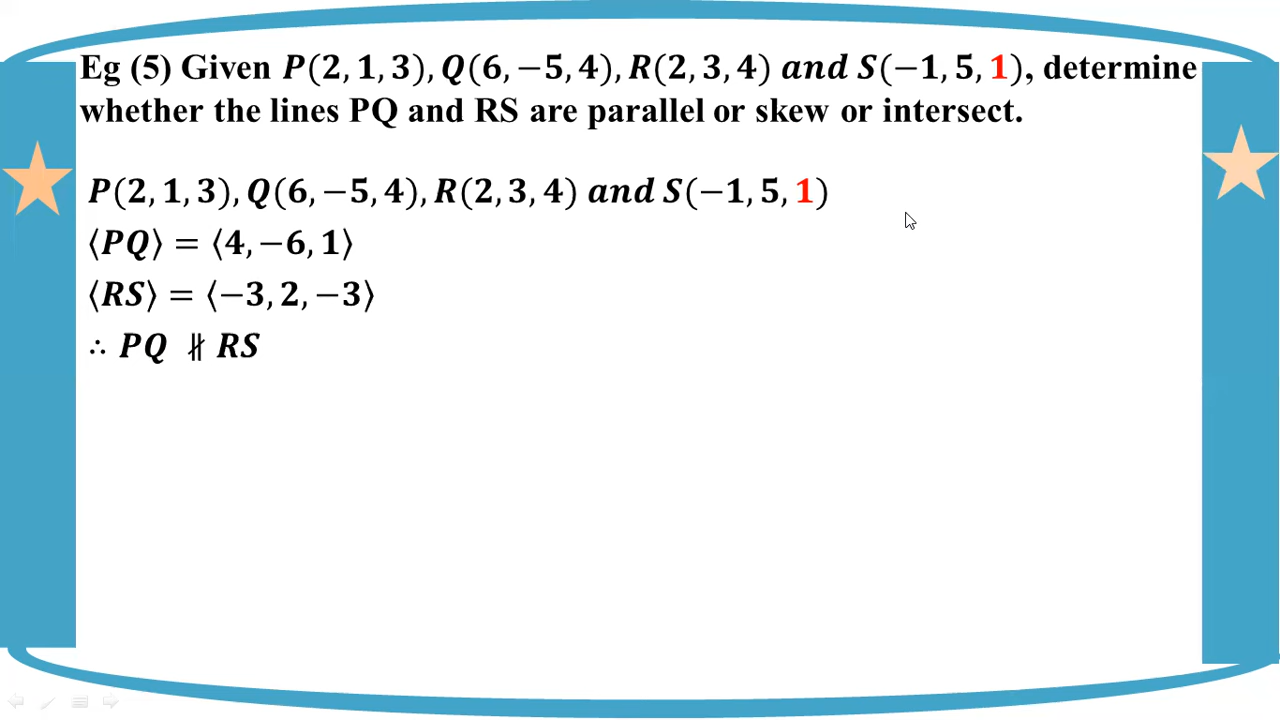 Eg (5) Given P(2, 1, 3), Q(6, −5, 4), R(2, 3, 4) and S(−1, 5, 1), determine
whether the lines PQ and RS are parallel or skew or intersect.
P(2, 1, 3), Q(6, −5, 4), R(2, 3, 4) and S(−1, 5, 1)
⟨PQ⟩ = ⟨4, −6, 1⟩
⟨RS⟩ = ⟨−3, 2, −3⟩
∴ PQ ∦ RS